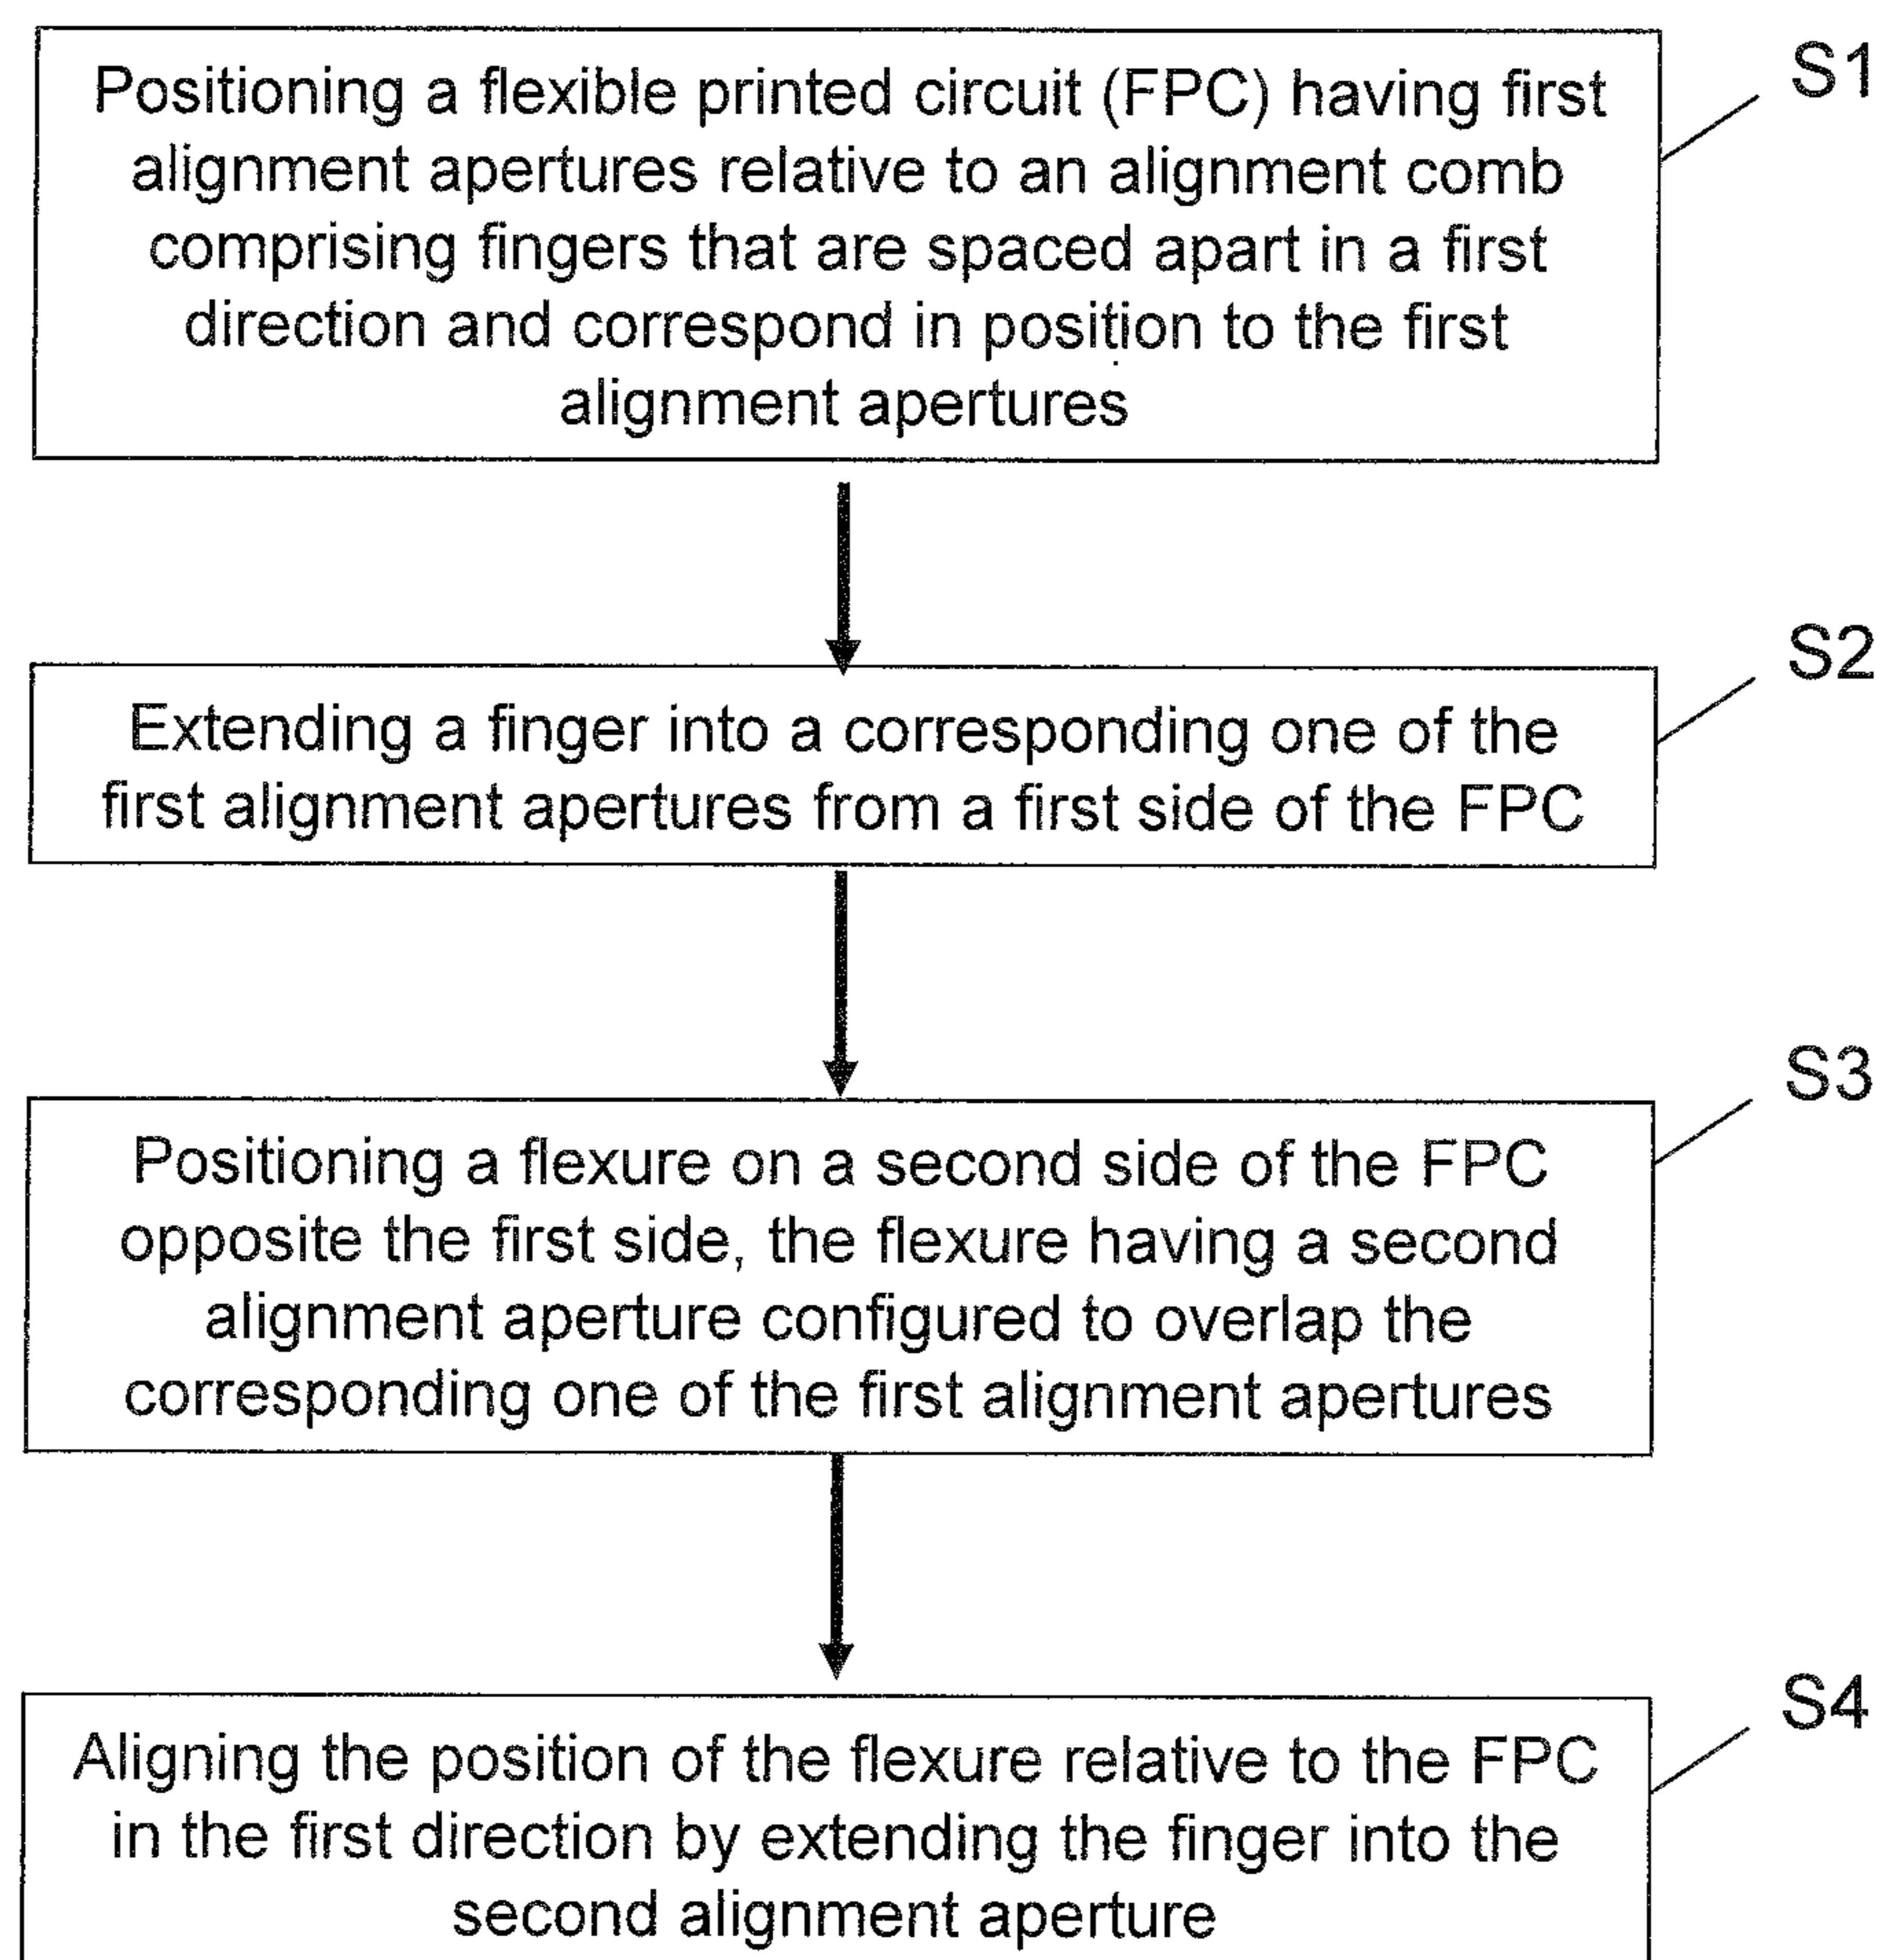 Positioning a flexible printed circuit (FPC) having first
alignment apertures relative to an alignment comb
comprising fingers that are spaced apart in a first
direction and correspond in position to the first
alignment apertures
S1
Extending a finger into a corresponding one of the
first alignment apertures from a first side of the FPC
S2
Positioning a flexure on a second side of the FPC
opposite the first side, the flexure having a second
alignment aperture configured to overlap the
corresponding one of the first alignment apertures
S3
Aligning the position of the flexure relative to the FPC
in the first direction by extending the finger into the
second alignment aperture
S4